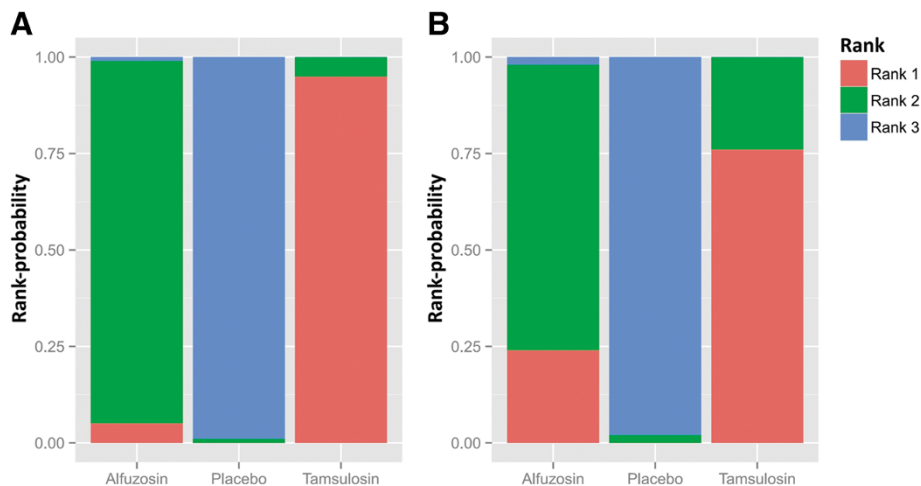 A
B
Rank-probability
1.00
0.75
0.50
0.25
0.00
Alfuzosin
Placebo
Tamsulosin
Rank-probability
1.00
0.75
0.50
0.25
0.00
Alfuzosin
Placebo
Tamsulosin
Rank
Rank 1
Rank 2
Rank 3